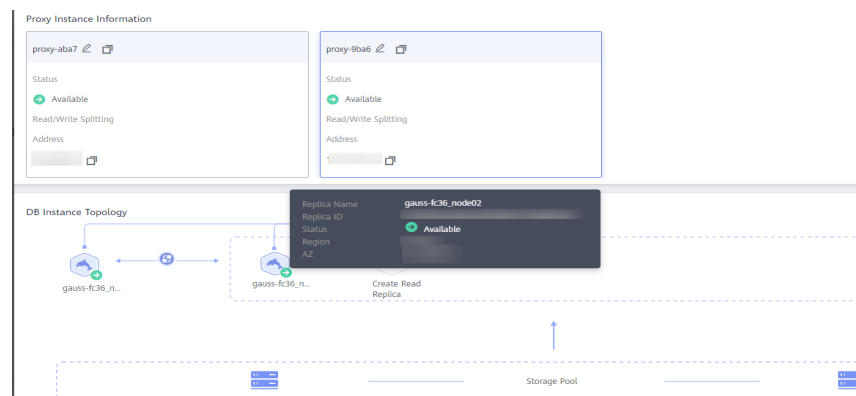 Proxy Instance Information
proxy-aba7
proxy-9ba6
Status
Status
Available
Available
Read/Write Splitting
Read/Write Splitting
Address
Address
DB Instance Topology
Replica Name gauss-fc36_node02
Replica ID
Status Available
Region
AZ
gauss-fc36_n...
gauss-fc36_n...
Create Read
Replica
Storage Pool